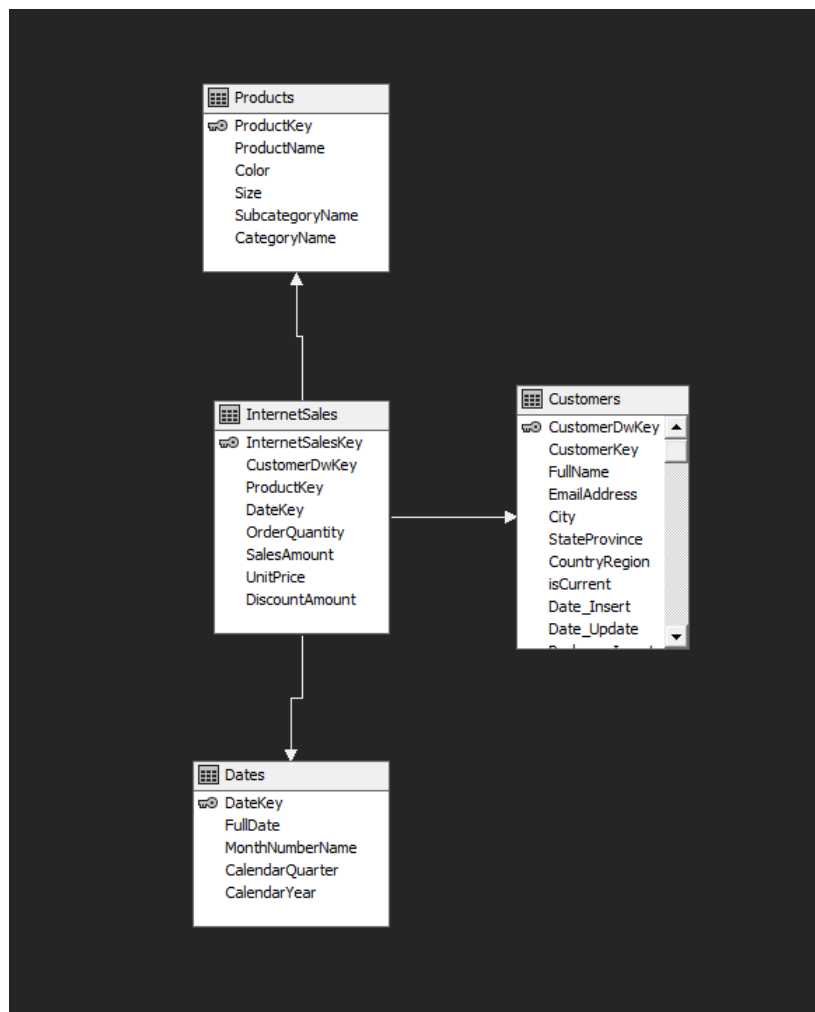 Products
ProductKey
ProductName
Color
Size
SubcategoryName
CategoryName
InternetSales
InternetSalesKey
CustomerDwKey
ProductKey
DateKey
OrderQuantity
SalesAmount
UnitPrice
DiscountAmount
Customers
CustomerDwKey
CustomerKey
FullName
EmailAddress
City
StateProvince
CountryRegion
isCurrent
Date_Insert
Date_Update
Dates
DateKey
FullDate
MonthNumberName
CalendarQuarter
CalendarYear